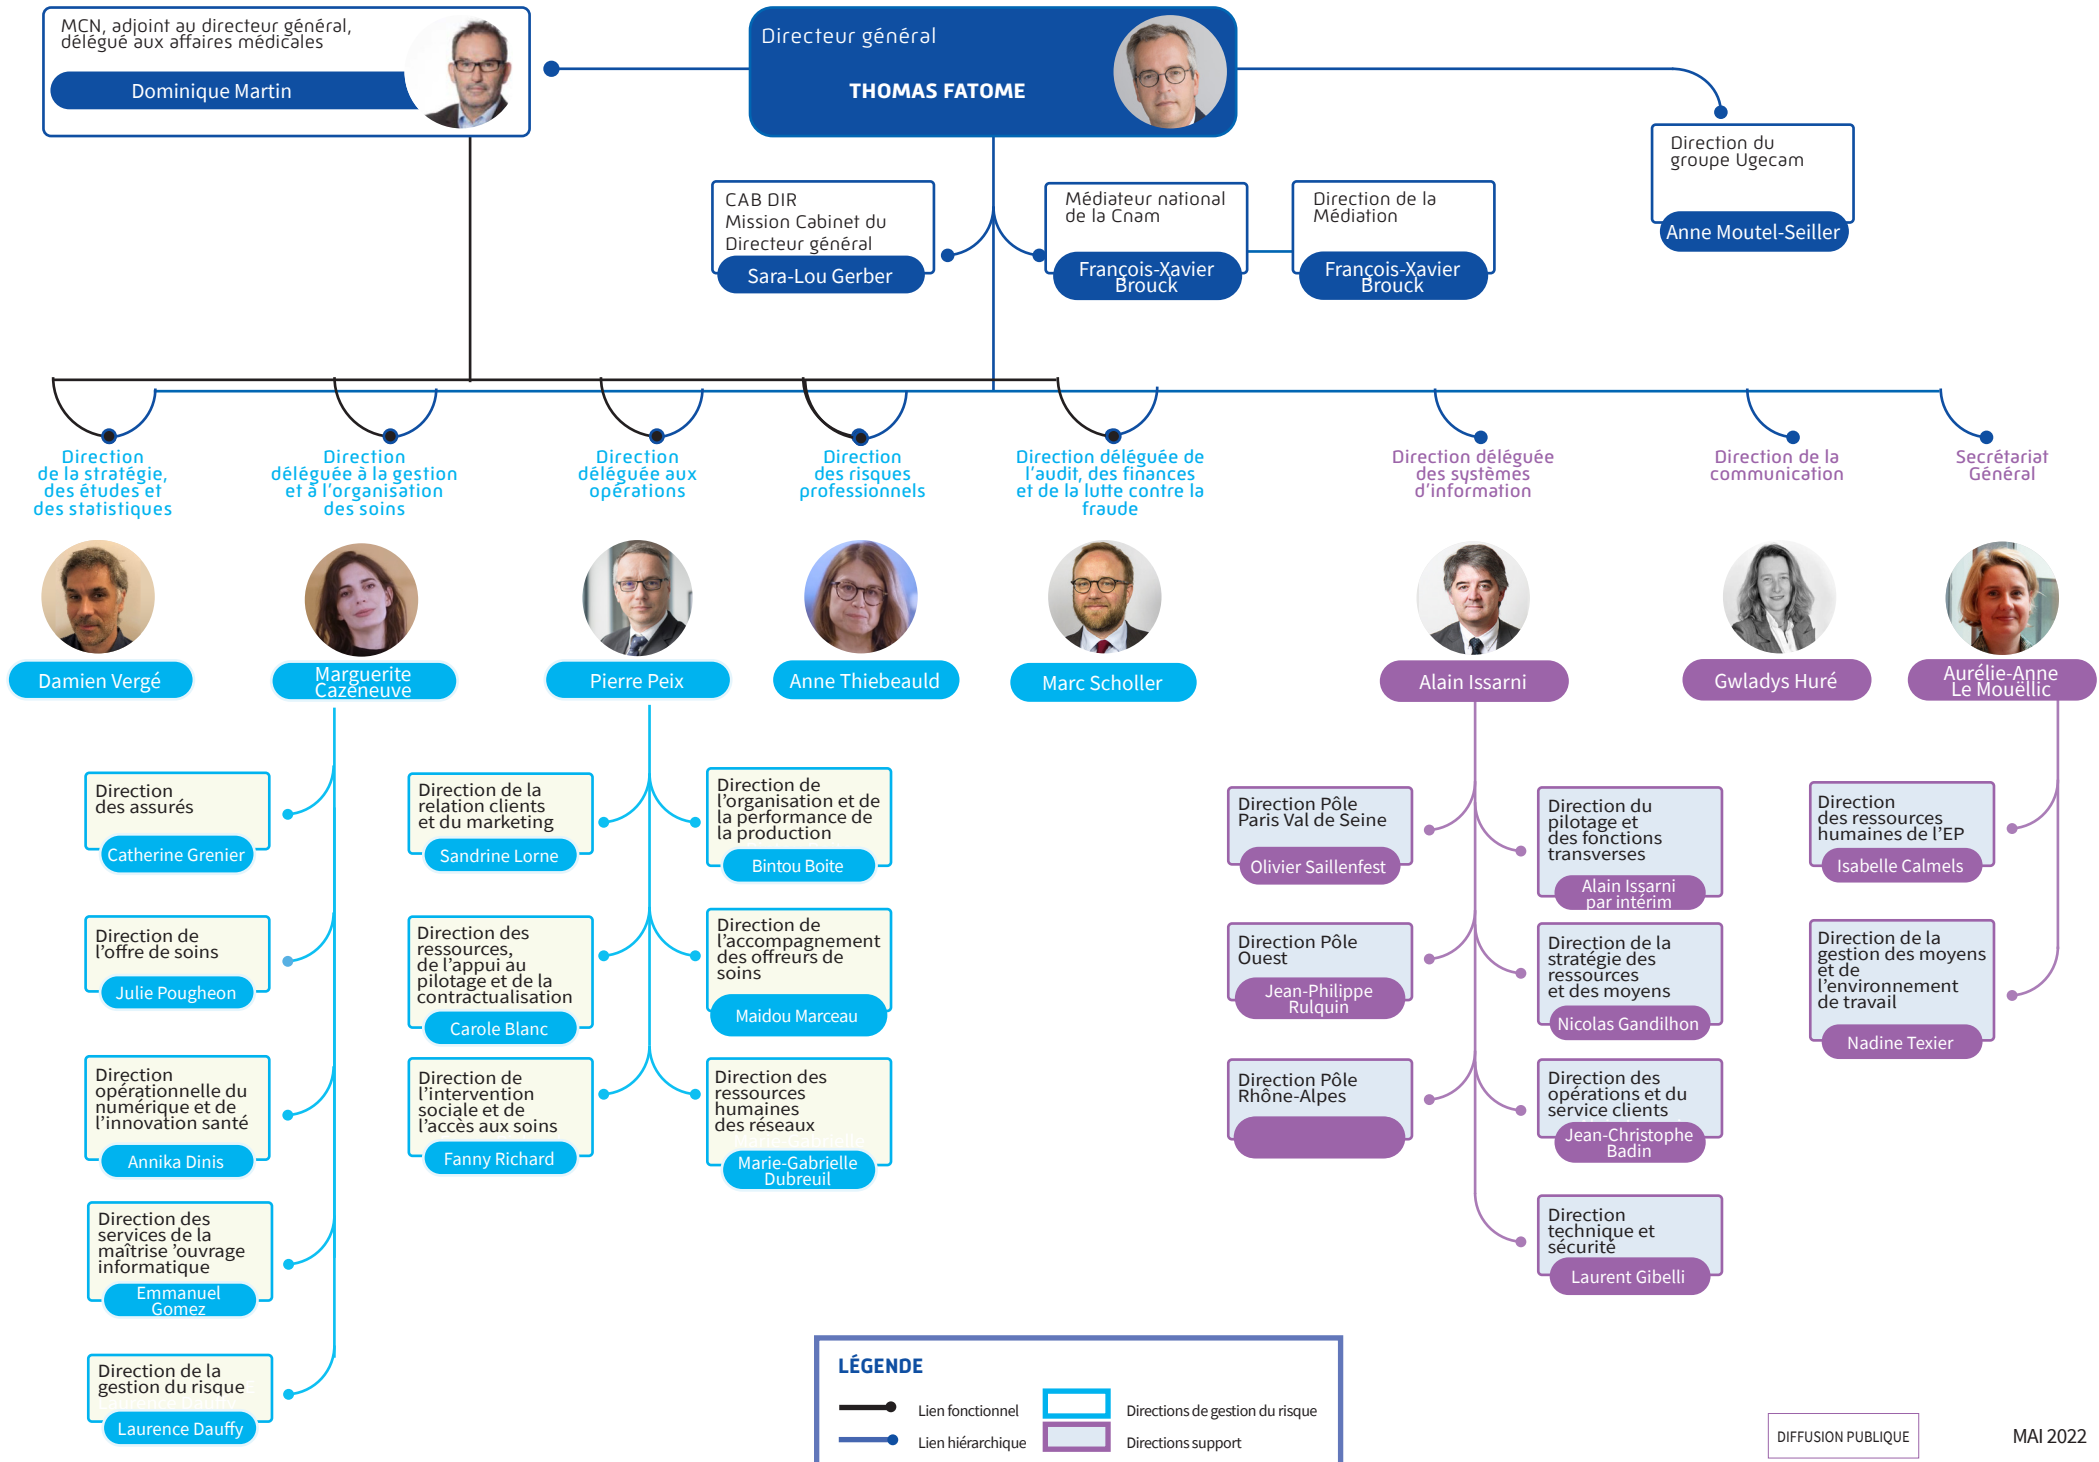 MCN, adjoint au directeur général,
délégué aux affaires médicales
Dominique Martin
Directeur général
THOMAS FATOME
Direction du
groupe Ugecam
Anne Moutel-Seiller
CAB DIR
Mission Cabinet du
Directeur général
Sara-Lou Gerber
Médiateur national
de la Cnam
François-Xavier
Brouck
Direction de la
Médiation
François-Xavier
Brouck
Direction
de la stratégie,
des études et
des statistiques
Damien Vergé
Direction
déléguée à la gestion
et à l'organisation
des soins
Marguerite
Cazeneuve
Direction
déléguée aux
opérations
Pierre Peix
Direction
des risques
professionnels
Anne Thiebeauld
Direction déléguée de
l'audit, des finances
et de la lutte contre la
fraude
Marc Scholler
Direction déléguée
des systèmes
d'information
Alain Issarni
Direction de la
communication
Gwladys Huré
Secrétariat
Général
Aurélie-Anne
Le Mouëllic
Direction
des assurés
Catherine Grenier
Direction de
l'offre de soins
Julie Pougheon
Direction
opérationnelle du
numérique et de
l'innovation santé
Annika Dinis
Direction des
services de la
maîtrise 'ouvrage
informatique
Emmanuel
Gomez
Direction de la
gestion du risque
Laurence Dauffy
Direction de la
relation clients
et du marketing
Sandrine Lorne
Direction des
ressources,
de l'appui au
pilotage et de la
contractualisation
Carole Blanc
Direction de
l'intervention
sociale et de
l'accès aux soins
Fanny Richard
Direction de
l'organisation et de
la performance de
la production
Bintou Boite
Direction de
l'accompagnement
des offreurs de
soins
Maidou Marceau
Direction des
ressources
humaines
des réseaux
Marie-Gabrielle
Marie-Gabrielle
Dubreuil
Direction Pôle
Paris Val de Seine
Olivier Saillenfest
Direction Pôle
Ouest
Jean-Philippe
Rulquin
Direction Pôle
Rhône-Alpes
Direction du
pilotage et
des fonctions
transverses
Alain Issarni
par intérim
Direction de la
stratégie des
ressources
et des moyens
Nicolas Gandilhon
Direction des
opérations et du
service clients
Jean-Christophe
Badin
Direction
technique et
sécurité
Laurent Gibelli
Direction
des ressources
humaines de l'EP
Isabelle Calmels
Direction de la
gestion des moyens
et de
l'environnement
de travail
Nadine Texier
LÉGENDE
Lien fonctionnel
Directions de gestion du risque
Lien hiérarchique
Directions support
DIFFUSION PUBLIQUE
MAI 2022